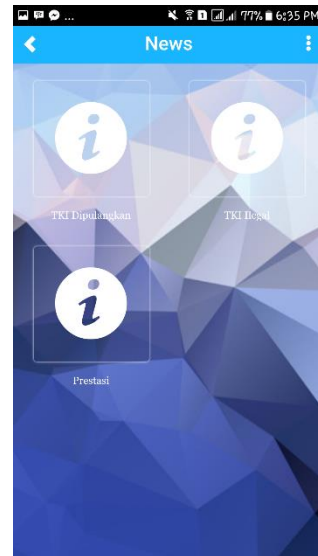 ... 77% 6:35 PM
News
TKI Dipulangkan TKI Ilegal
Prestasi